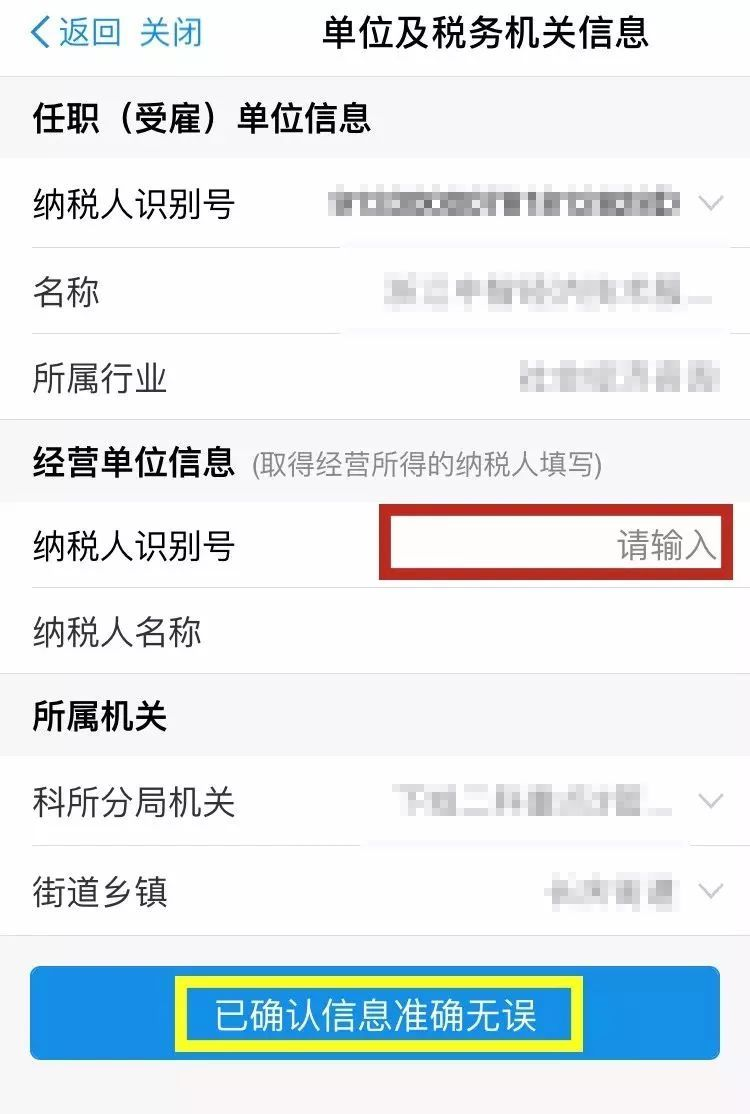 返回 关闭 单位及税务机关信息
任职（受雇）单位信息
纳税人识别号
名称
所属行业
经营单位信息 (取得经营所得的纳税人填写)
纳税人识别号 请输入
纳税人名称
所属机关
科所分局机关
街道乡镇
已确认信息准确无误